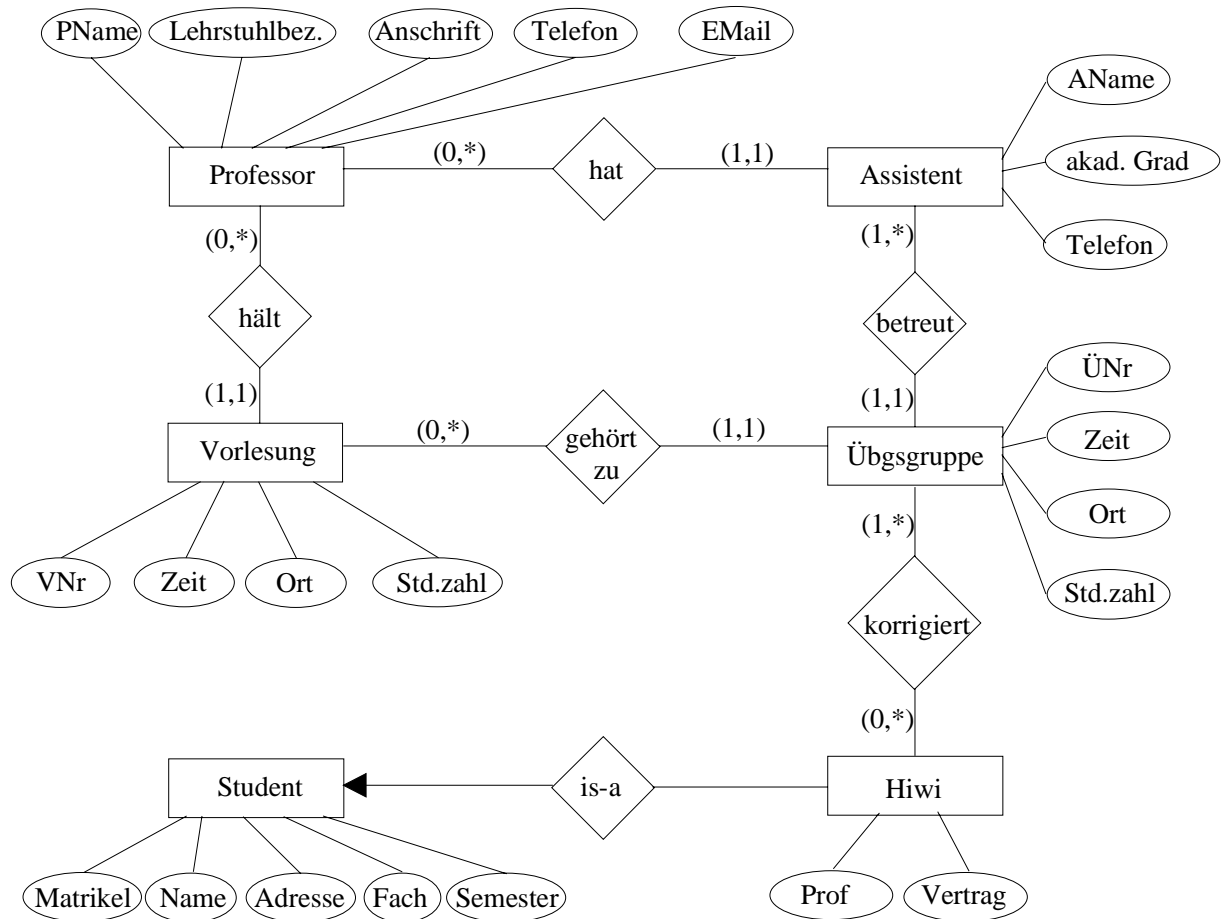 PName
Lehrstuhlbez.
Anschrift
Telefon
EMail
AName
(0,*)
hat
(1,1)
Professor
Assistent
akad. Grad
(0,*)
(1,*)
Telefon
hält
betreut
ÜNr
(1,1)
(1,1)
Zeit
Vorlesung
(0,*)
gehört
zu
(1,1)
Übgsgruppe
(1,*)
Ort
VNr
Zeit
Ort
Std.zahl
Std.zahl
korrigiert
(0,*)
Student
is-a
Hiwi
Matrikel
Name
Adresse
Fach
Semester
Prof
Vertrag